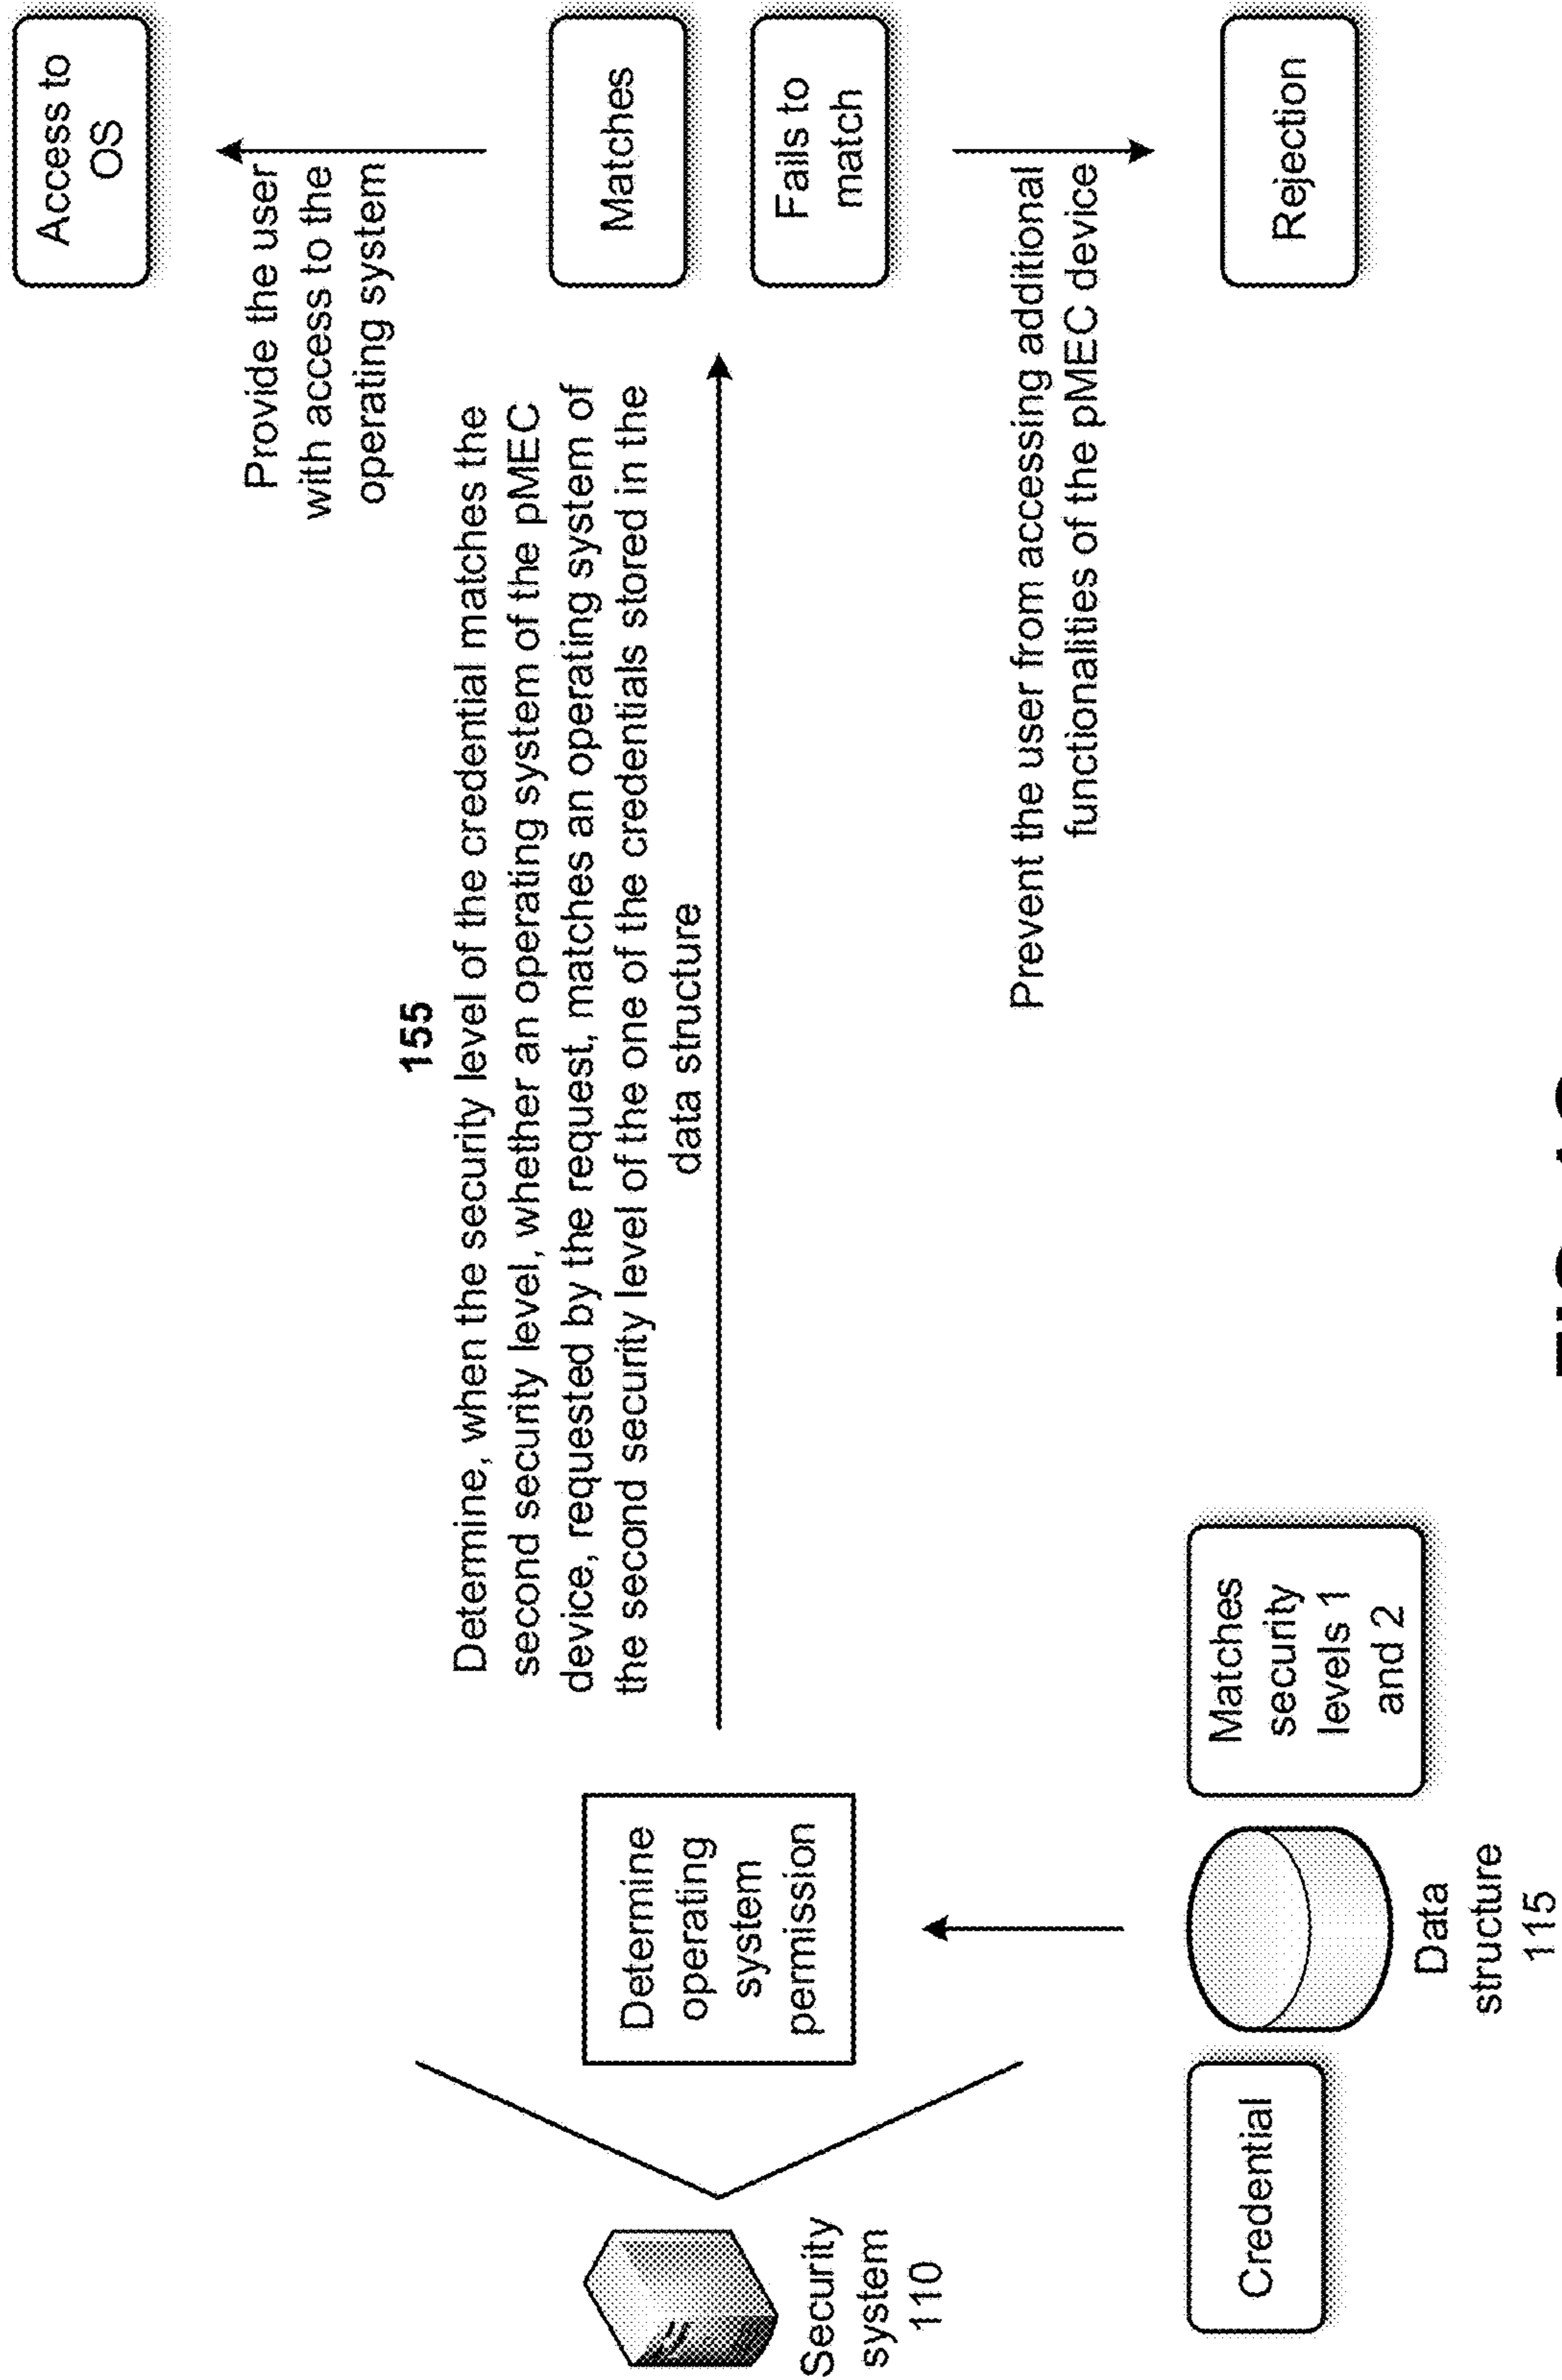 155
Determine, when the security level of the credential matches the
second security level, whether an operating system of the pMEC
device, requested by the request, matches an operating system of
the second security level of the one of the credentials stored in the
data structure
Security
system
110
Determine
operating
system
permission
Credential
Data
structure
115
Matches
security
levels 1
and 2
Access to
OS
Provide the user
with access to the
operating system
Matches
Fails to
match
Prevent the user from accessing additional
functionalities of the pMEC device
Rejection